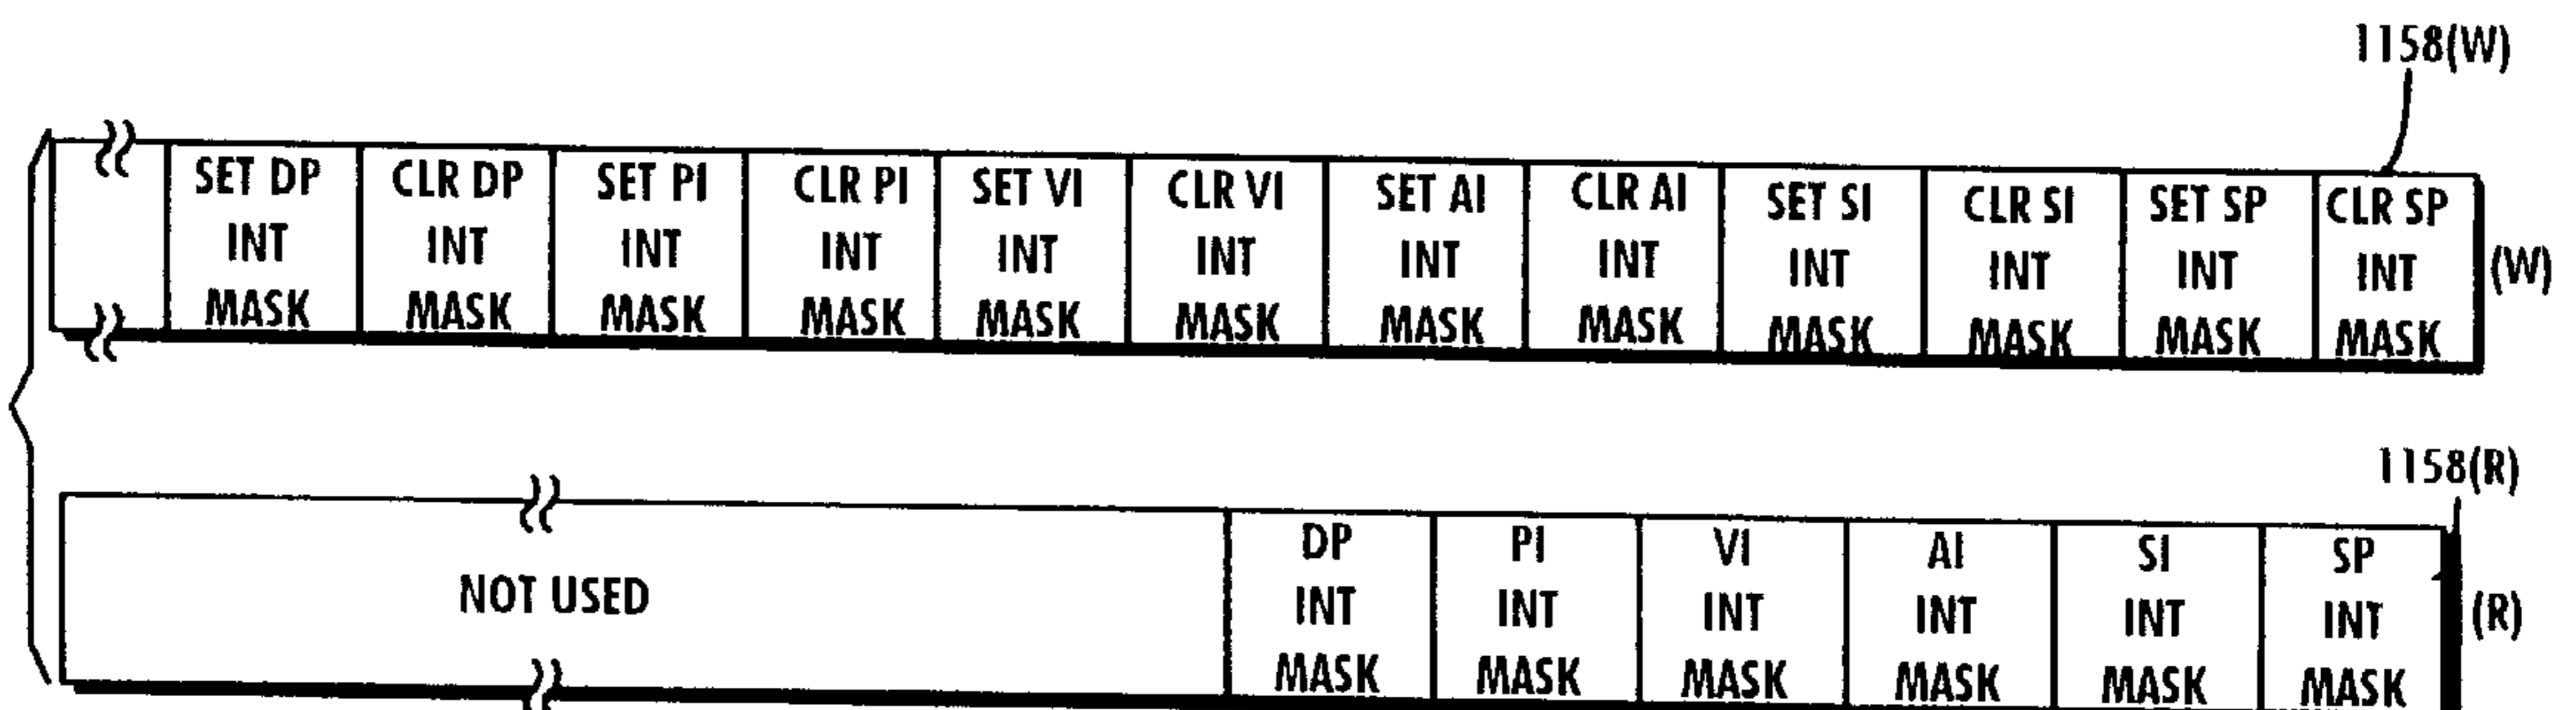 1158(W)
SET DP INT MASK
CLR DP INT MASK
SET PI INT MASK
CLR PI INT MASK
SET VI INT MASK
CLR VI INT MASK
SET AI INT MASK
CLR AI INT MASK
SET SI INT MASK
CLR SI INT MASK
SET SP INT MASK
CLR SP INT MASK
(W)
1158(R)
NOT USED
DP INT MASK
PI INT MASK
VI INT MASK
AI INT MASK
SI INT MASK
SP INT MASK
(R)